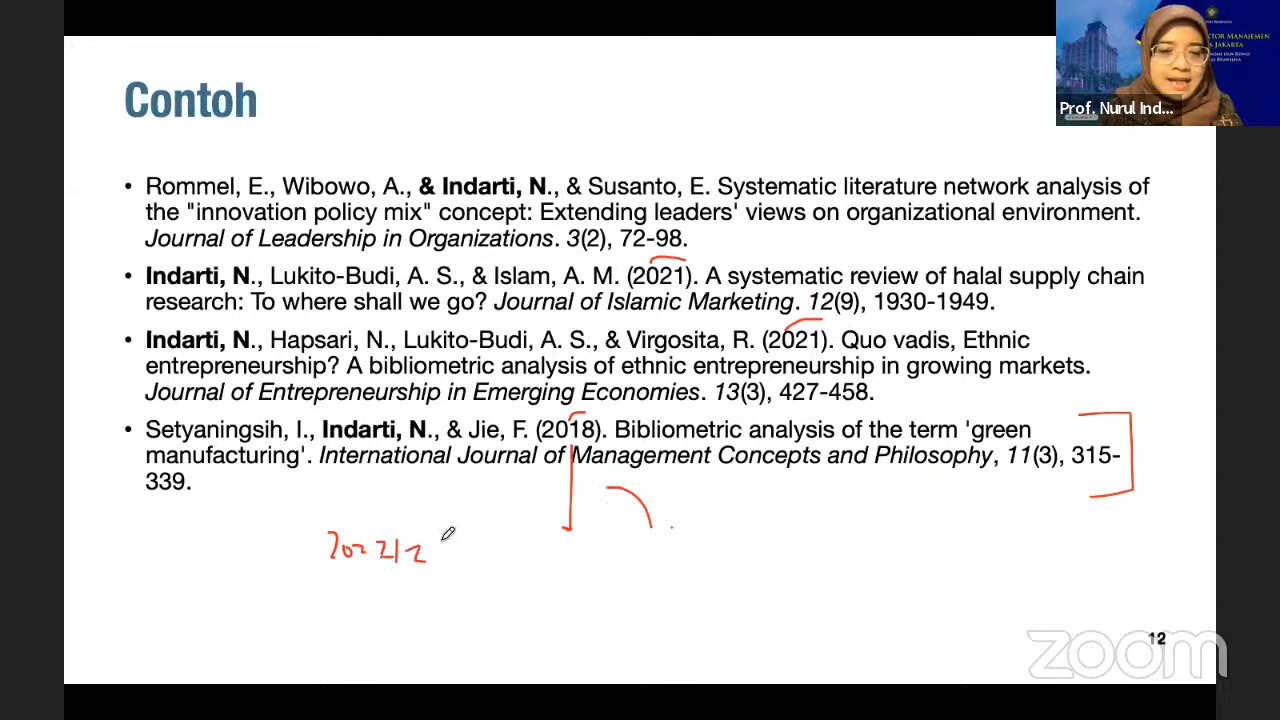 Contoh
• Rommel, E., Wibowo, A., & Indarti, N., & Susanto, E. Systematic literature network analysis of
the "innovation policy mix" concept: Extending leaders' views on organizational environment.
Journal of Leadership in Organizations. 3(2), 72-98.
• Indarti, N., Lukito-Budi, A. S., & Islam, A. M. (2021). A systematic review of halal supply chain
research: To where shall we go? Journal of Islamic Marketing. 12(9), 1930-1949.
• Indarti, N., Hapsari, N., Lukito-Budi, A. S., & Virgosita, R. (2021). Quo vadis, Ethnic
entrepreneurship? A bibliometric analysis of ethnic entrepreneurship in growing markets.
Journal of Entrepreneurship in Emerging Economies. 13(3), 427-458.
• Setyaningsih, I., Indarti, N., & Jie, F. (2018). Bibliometric analysis of the term 'green
manufacturing'. International Journal of Management Concepts and Philosophy, 11(3), 315-
339.
12
zoom
Prof. Nurul Ind...